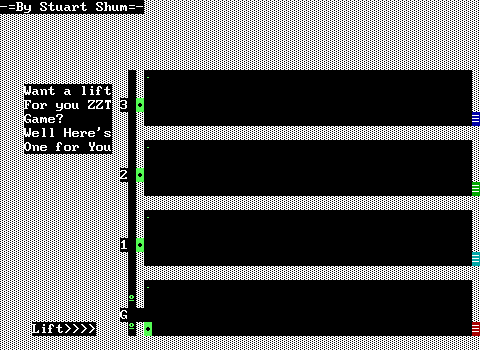 -=By Stuart Shum=-
Want a lift
For you ZZT
Game?
Well Here's
One for You
3
2
1
G
Lift>>>>